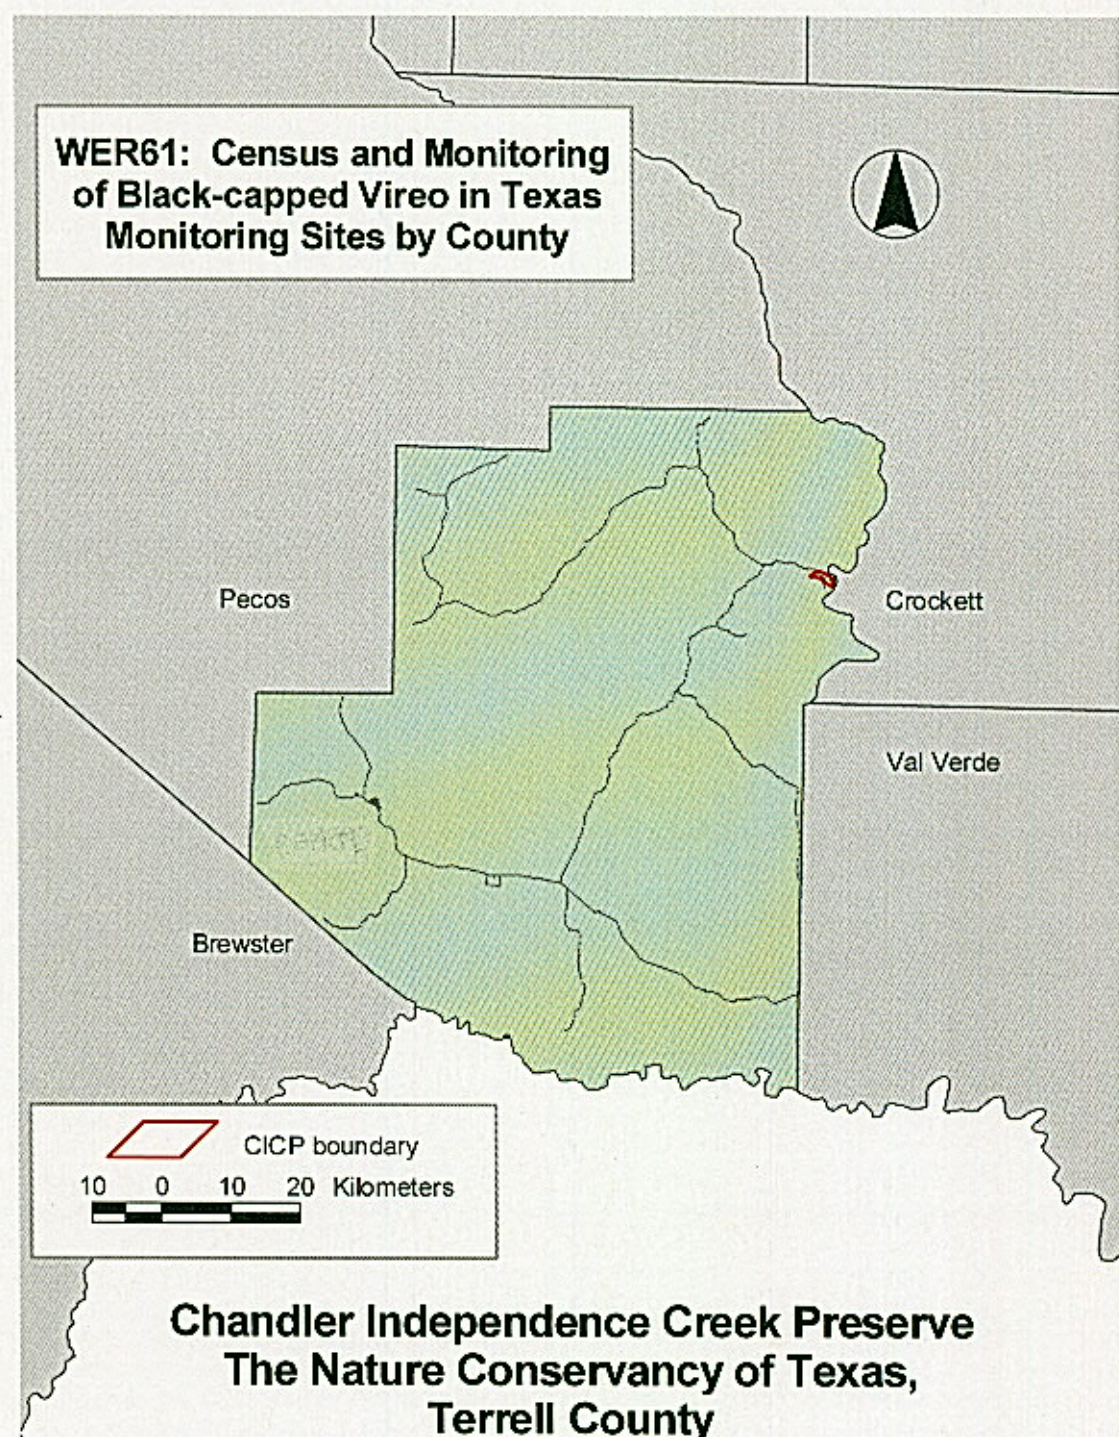 WER61: Census and Monitoring
of Black-capped Vireo in Texas
Monitoring Sites by County
Pecos
Crockett
Val Verde
Brewster
CICP boundary
10 0 10 20 Kilometers
Chandler Independence Creek Preserve
The Nature Conservancy of Texas,
Terrell County